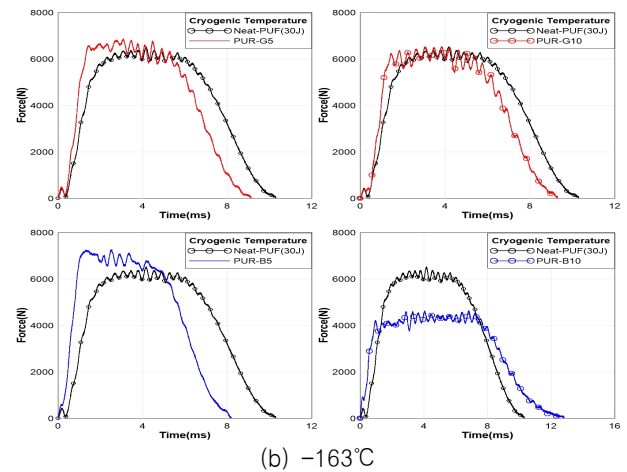 Cryogenic Temperature
Neat-PUF(30J)
PUR-G5
Force(N)
8000
6000
4000
2000
0
0 4 8 12
Time(ms)
Cryogenic Temperature
Neat-PUF(30J)
PUR-G10
Force(N)
8000
6000
4000
2000
0
0 4 8 12
Time(ms)
Cryogenic Temperature
Neat-PUF(30J)
PUR-B5
Force(N)
8000
6000
4000
2000
0
0 4 8 12
Time(ms)
Cryogenic Temperature
Neat-PUF(30J)
PUR-B10
Force(N)
8000
6000
4000
2000
0
0 4 8 12 16
Time(ms)
(b) −163℃